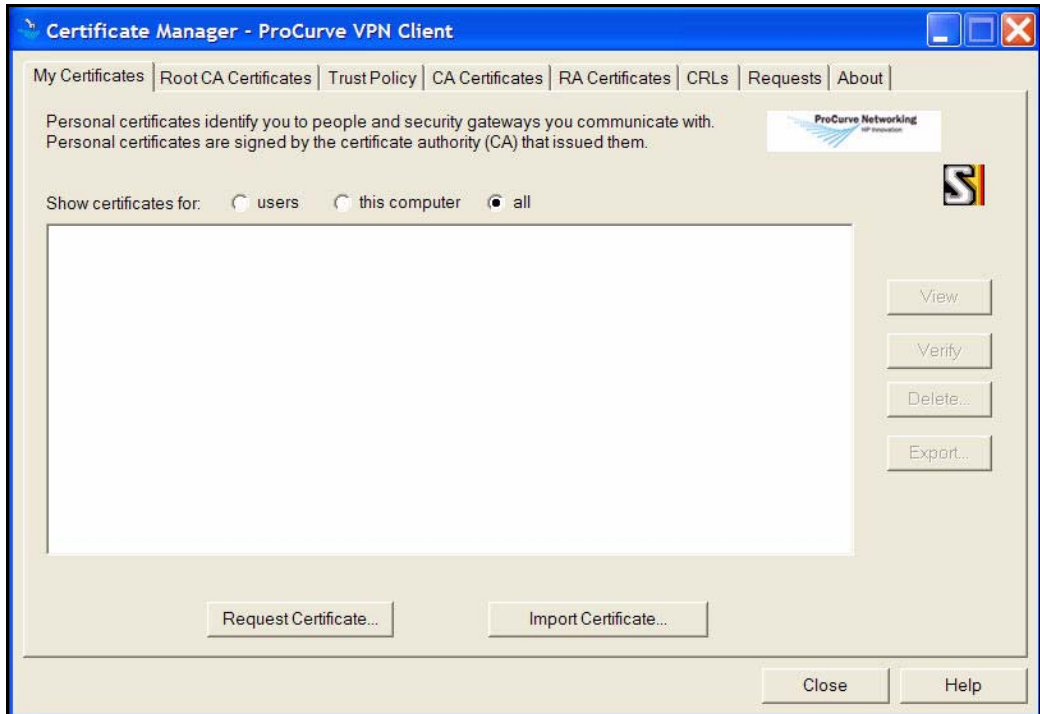 Certificate Manager - ProCurve VPN Client
My Certificates Root CA Certificates Trust Policy CA Certificates RA Certificates CRLs Requests About
Personal certificates identify you to people and security gateways you communicate with.
Personal certificates are signed by the certificate authority (CA) that issued them.
ProCurve Networking
HP Innovation
Show certificates for: users this computer all
View
Verify
Delete...
Export...
Request Certificate... Import Certificate...
Close Help